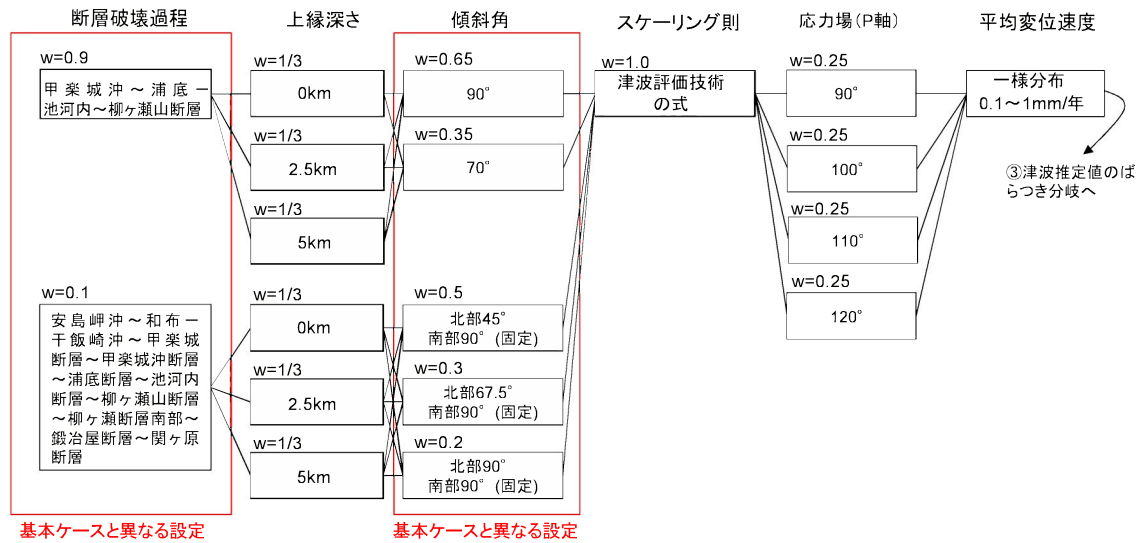 断層破壊過程
上縁深さ
傾斜角
スケーリング則
応力場(P軸)
平均変位速度
w=0.9
甲楽城沖～浦底－
池河内～柳ヶ瀬山断層
w=1/3
0km
w=1/3
2.5km
w=1/3
5km
w=0.65
90°
w=0.35
70°
w=1.0
津波評価技術
の式
w=0.25
90°
w=0.25
100°
w=0.25
110°
w=0.25
120°
一様分布
0.1～1mm/年
③津波推定値のば
らつき分岐へ
w=0.1
安島岬沖～和布－
干飯崎沖～甲楽城
断層～甲楽城沖断層
～浦底断層～池河内
断層～柳ヶ瀬山断層
～柳ヶ瀬断層南部～
鍛冶屋断層～関ヶ原
断層
w=1/3
0km
w=1/3
2.5km
w=1/3
5km
w=0.5
北部45°
南部90° (固定)
w=0.3
北部67.5°
南部90° (固定)
w=0.2
北部90°
南部90° (固定)
基本ケースと異なる設定
基本ケースと異なる設定